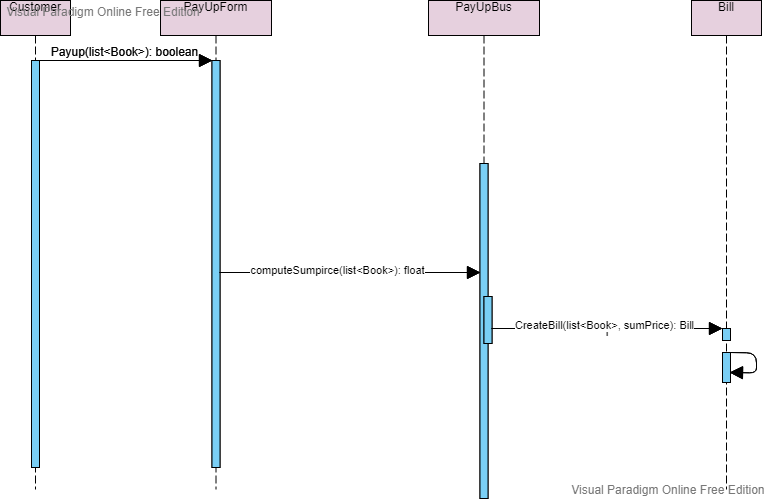 Customer
PayUpForm
PayUpBus
Bill
Visual Paradigm Online Free Edition
Payup(list<Book>): boolean
computeSumpirce(list<Book>): float
CreateBill(list<Book>, sumPrice): Bill
Visual Paradigm Online Free Edition